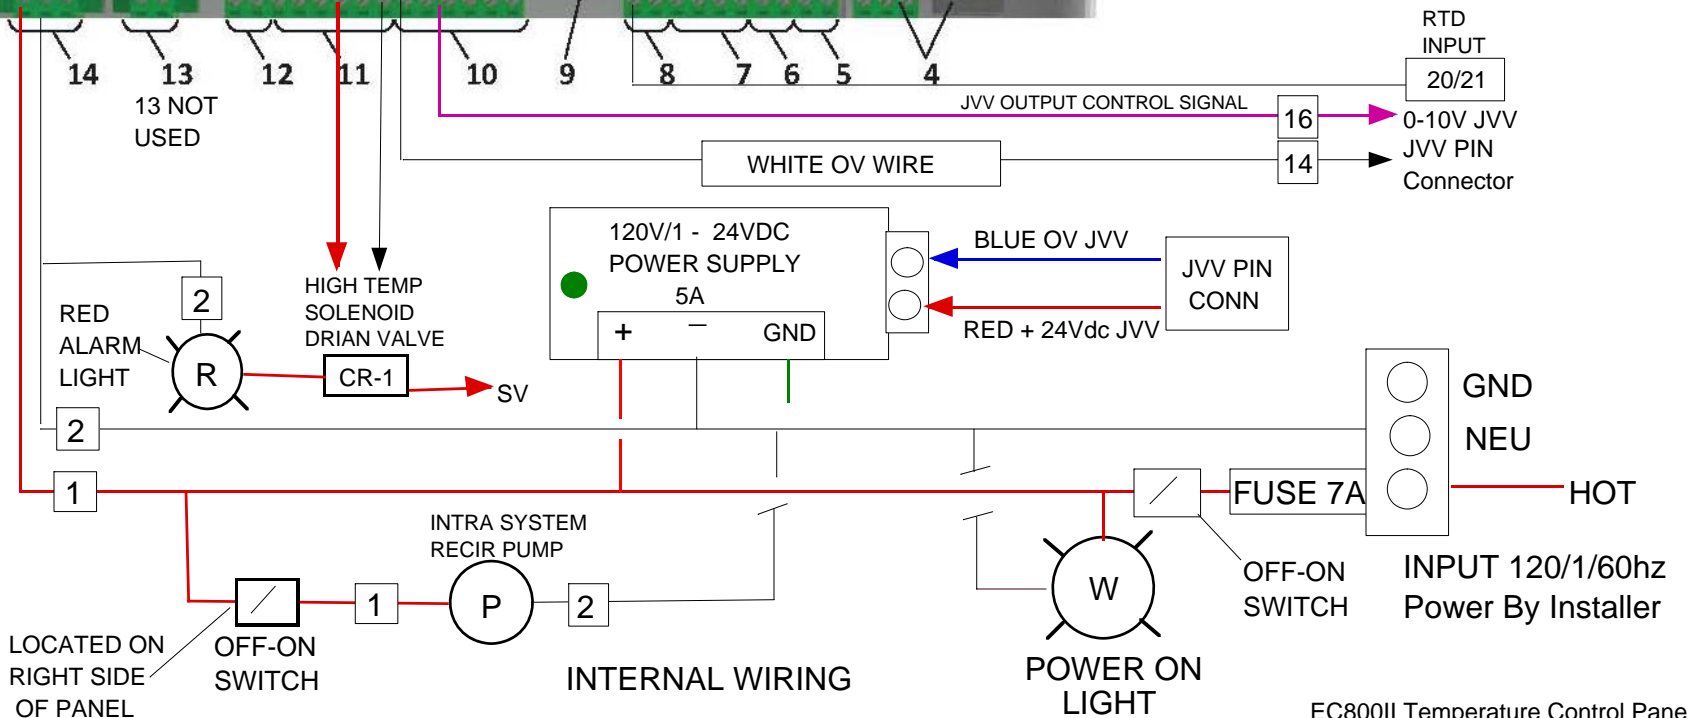 14 13 12 11 10 9 8 7 6 5 4
RTD
INPUT
20/21
13 NOT
USED
JVV OUTPUT CONTROL SIGNAL
16
0-10V JVV
WHITE OV WIRE
14
JVV PIN
Connector
120V/1 - 24VDC
POWER SUPPLY
5A
+ — GND
BLUE OV JVV
RED + 24Vdc JVV
JVV PIN
CONN
2
HIGH TEMP
SOLENOID
DRIAN VALVE
RED
ALARM
LIGHT
R
CR-1
SV
2
1
GND
NEU
HOT
FUSE 7A
INTRA SYSTEM
RECIR PUMP
1
P
2
W
OFF-ON
SWITCH
INPUT 120/1/60hz
Power By Installer
LOCATED ON
RIGHT SIDE
OF PANEL
OFF-ON
SWITCH
INTERNAL WIRING
POWER ON
LIGHT
EC800II Temperature Control Pane